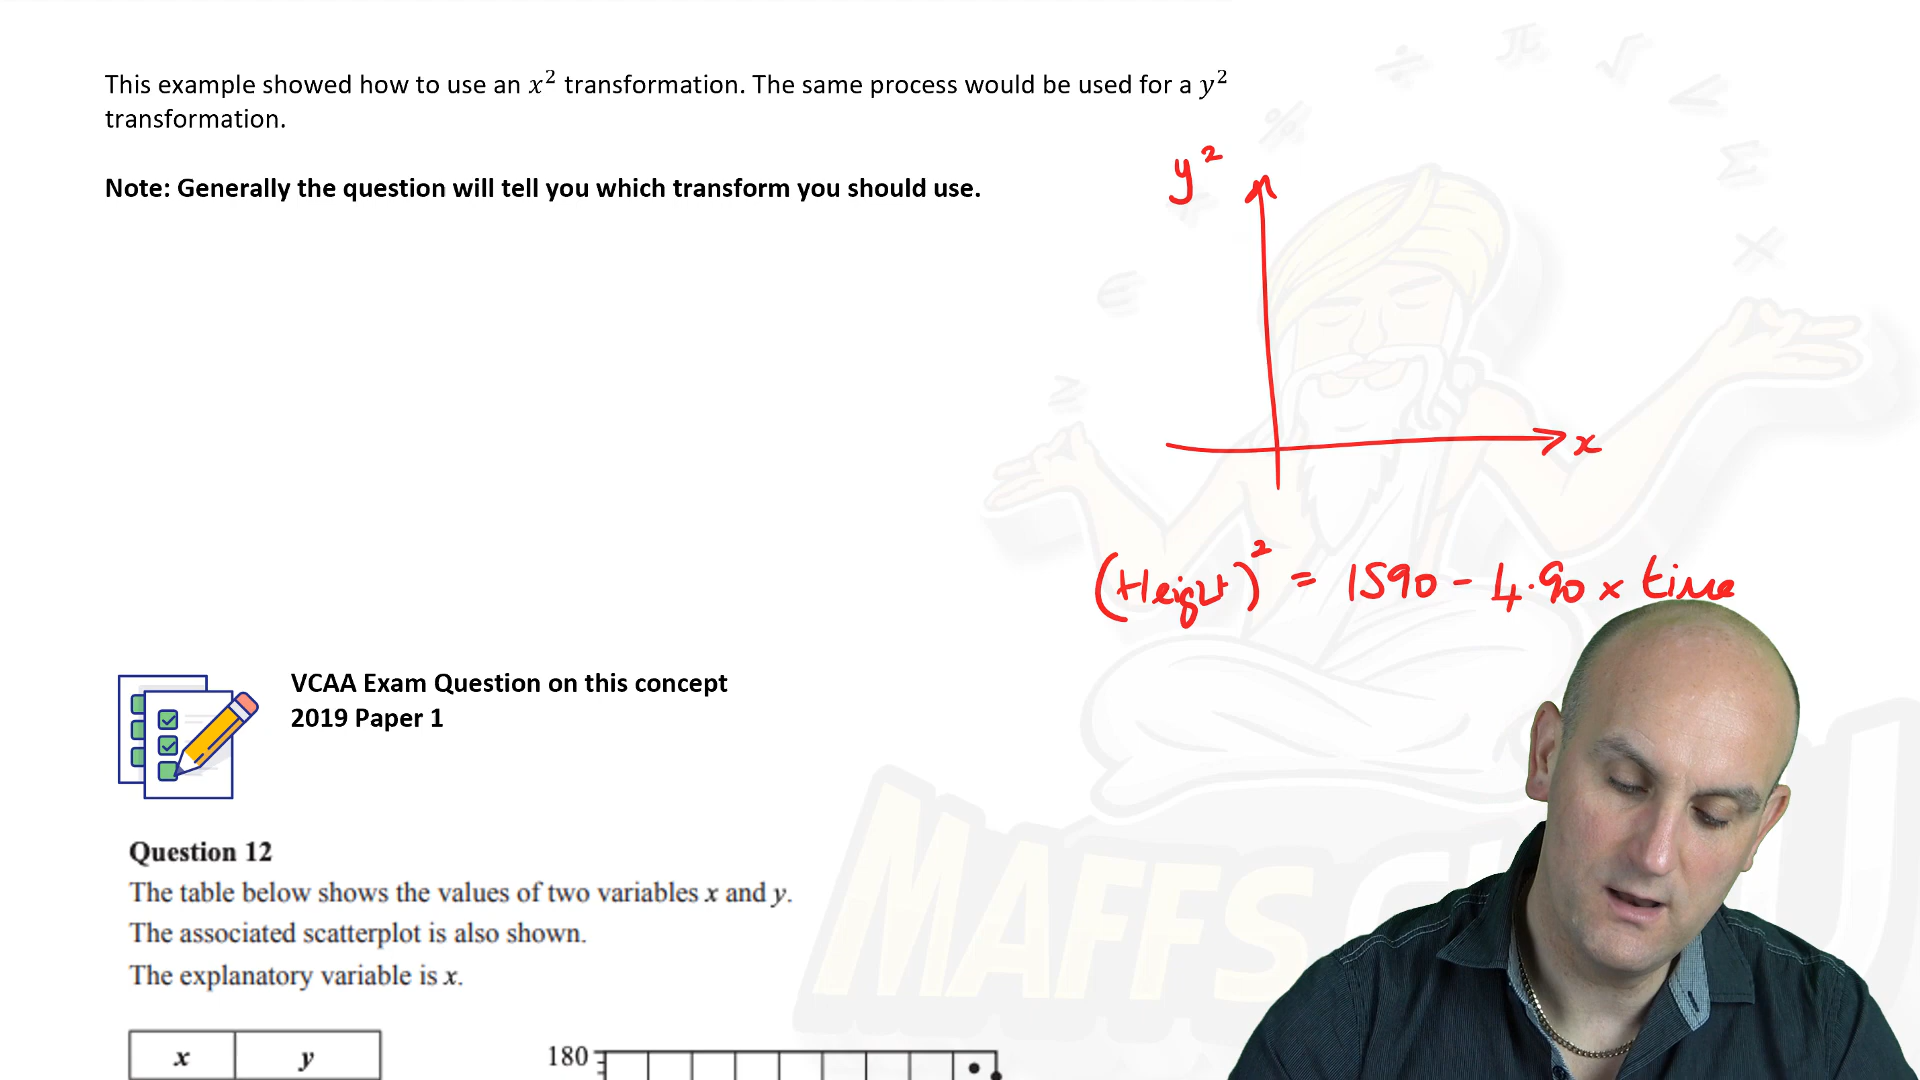 This example showed how to use an x² transformation. The same process would be used for a y²
transformation.
Note: Generally the question will tell you which transform you should use.
y²
x
(Height)² = 1590 - 4.90 x time
VCAA Exam Question on this concept
2019 Paper 1
Question 12
The table below shows the values of two variables x and y.
The associated scatterplot is also shown.
The explanatory variable is x.
x y
180
MAFFS